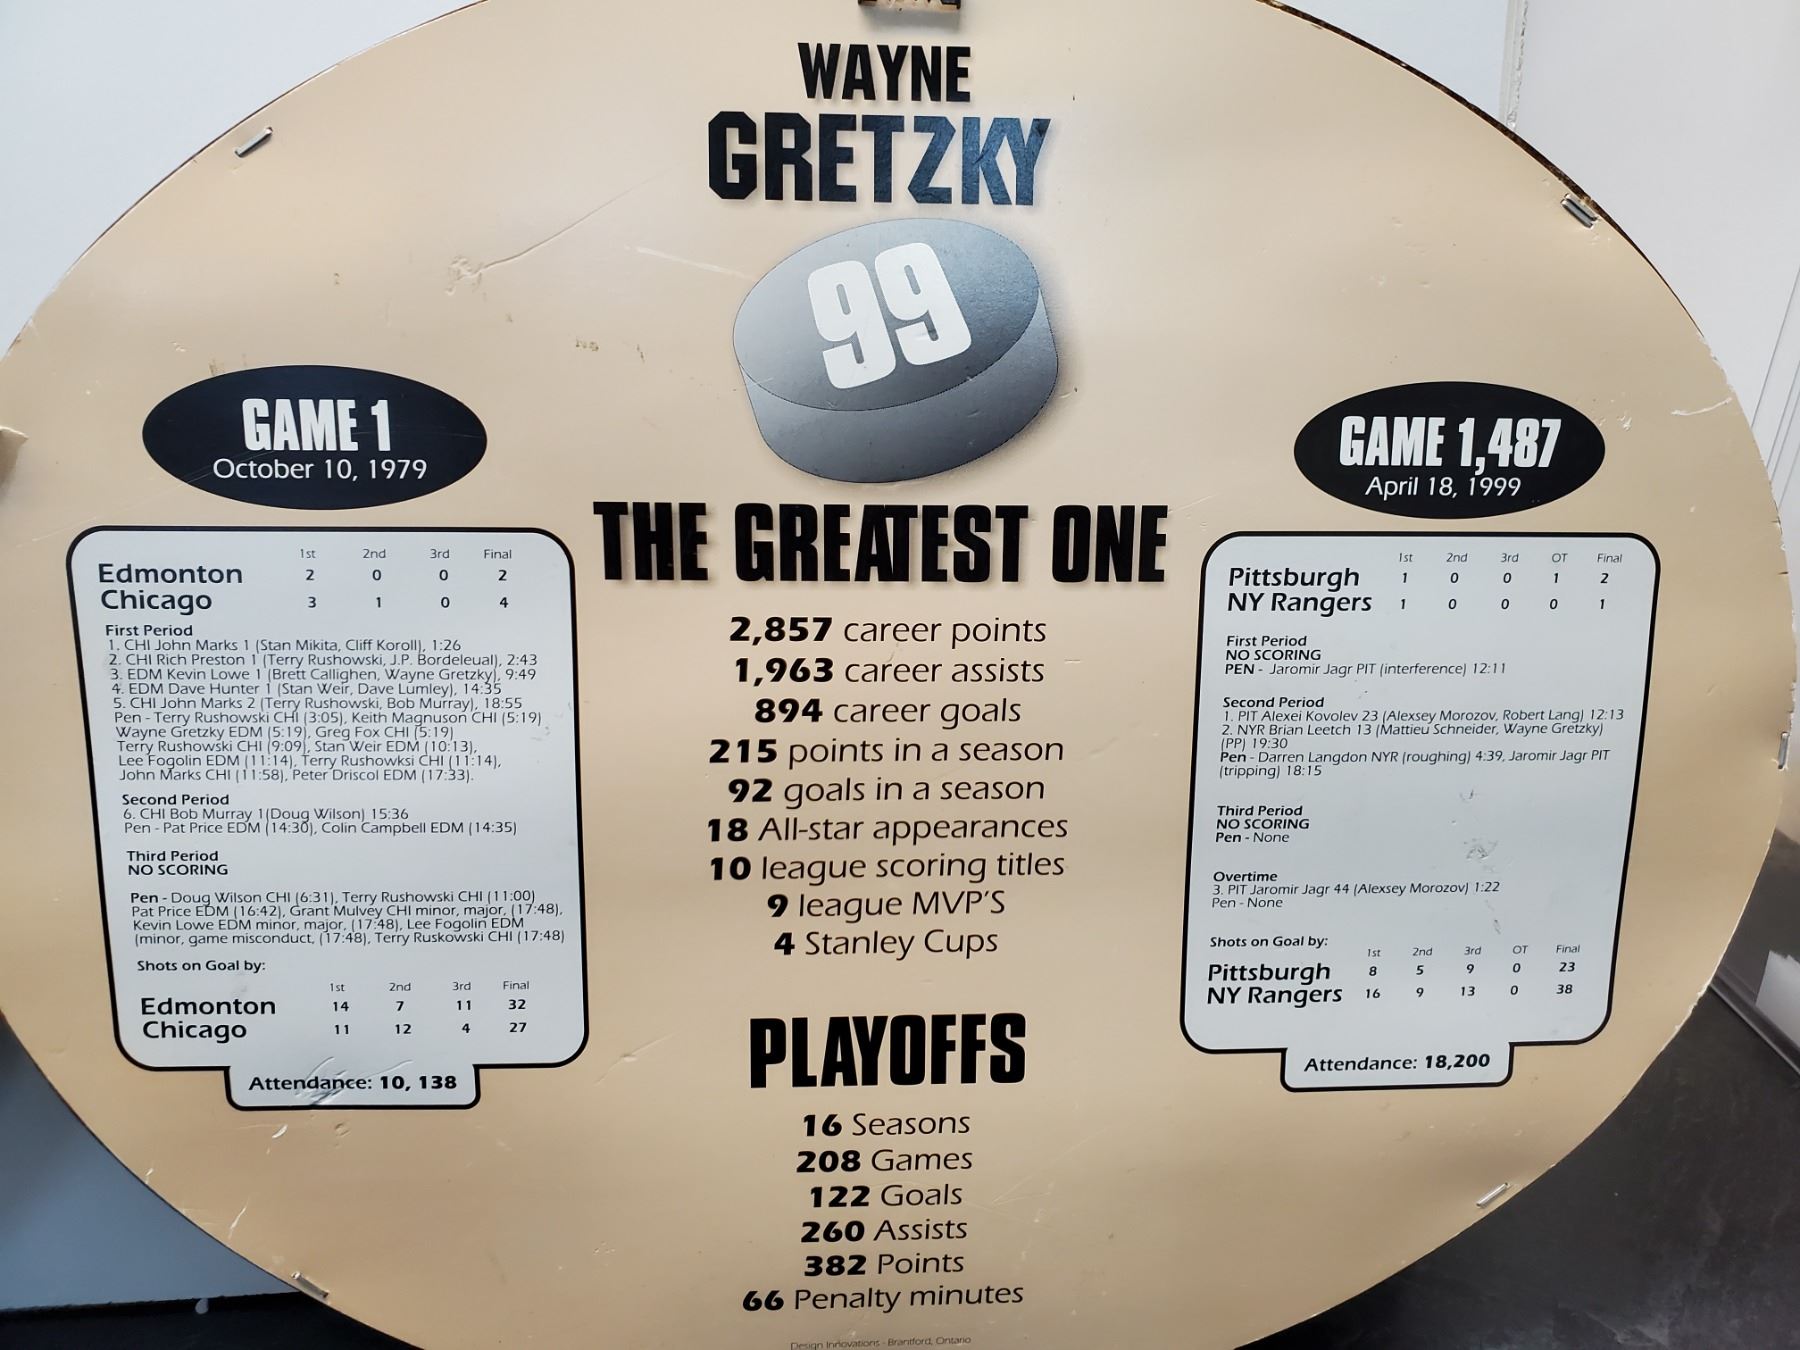 WAYNE
GRETZKY
99
GAME 1
October 10, 1979
1st 2nd 3rd Final
Edmonton 2 0 0 2
Chicago 3 1 0 4
First Period
1. CHI John Marks 1 (Stan Mikita, Cliff Koroll), 1:26
2. CHI Rich Preston 1 (Terry Rushowski, J.P. Bordeleual), 2:43
3. EDM Kevin Lowe 1 (Brett Callighen, Wayne Gretzky), 9:49
4. EDM Dave Hunter 1 (Stan Weir, Dave Lumley), 14:35
5. CHI John Marks 2 (Terry Rushowski, Bob Murray), 18:55
Pen - Terry Rushowski CHI (3:05), Keith Magnuson CHI (5:19)
Wayne Gretzky EDM (5:19), Greg Fox CHI (5:19)
Terry Rushowski CHI (9:09), Stan Weir EDM (10:13),
Lee Fogolin EDM (11:14), Terry Rushowksi CHI (11:14),
John Marks CHI (11:58), Peter Driscol EDM (17:33).
Second Period
6. CHI Bob Murray 1(Doug Wilson) 15:36
Pen - Pat Price EDM (14:30), Colin Campbell EDM (14:35)
Third Period
NO SCORING
Pen - Doug Wilson CHI (6:31), Terry Rushowski CHI (11:00)
Pat Price EDM (16:42), Grant Mulvey CHI minor, major, (17:48),
Kevin Lowe EDM minor, major, (17:48), Lee Fogolin EDM
(minor, game misconduct, (17:48), Terry Ruskowski CHI (17:48)
Shots on Goal by:
1st 2nd 3rd Final
Edmonton 14 7 11 32
Chicago 11 12 4 27
Attendance: 10, 138
THE GREATEST ONE
2,857 career points
1,963 career assists
894 career goals
215 points in a season
92 goals in a season
18 All-star appearances
10 league scoring titles
9 league MVP'S
4 Stanley Cups
PLAYOFFS
16 Seasons
208 Games
122 Goals
260 Assists
382 Points
66 Penalty minutes
Design Innovations - Brantford, Ontario
GAME 1,487
April 18, 1999
1st 2nd 3rd OT Final
Pittsburgh 1 0 0 1 2
NY Rangers 1 0 0 0 1
First Period
NO SCORING
PEN - Jaromir Jagr PIT (interference) 12:11
Second Period
1. PIT Alexei Kovolev 23 (Alexsey Morozov, Robert Lang) 12:13
2. NYR Brian Leetch 13 (Mattieu Schneider, Wayne Gretzky)
(PP) 19:30
Pen - Darren Langdon NYR (roughing) 4:39, Jaromir Jagr PIT
(tripping) 18:15
Third Period
NO SCORING
Pen - None
Overtime
3. PIT Jaromir Jagr 44 (Alexsey Morozov) 1:22
Pen - None
Shots on Goal by:
1st 2nd 3rd OT Final
Pittsburgh 8 5 9 0 23
NY Rangers 16 9 13 0 38
Attendance: 18,200